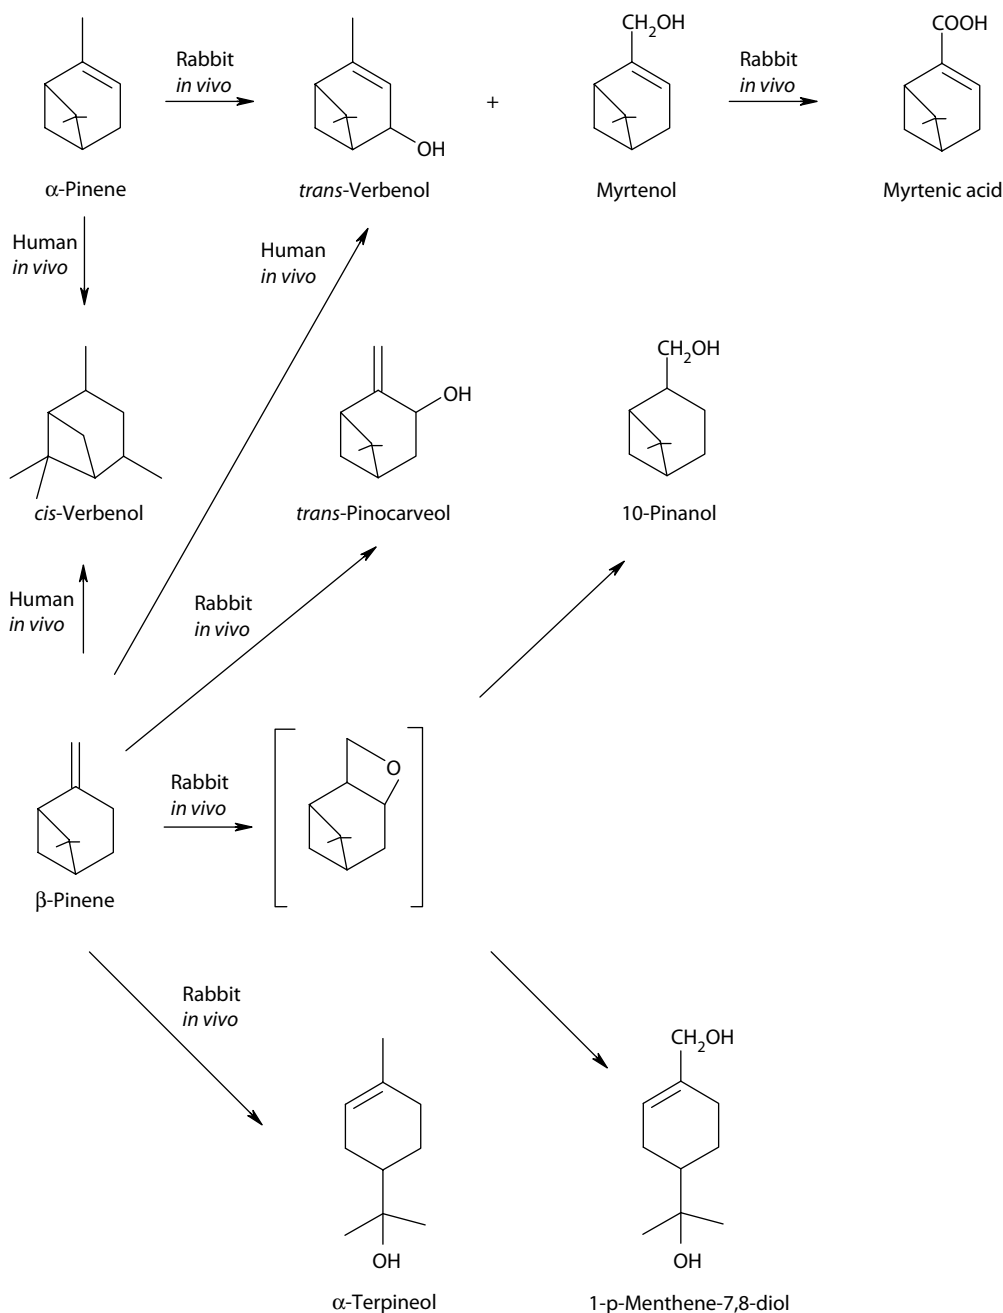 CH₂OH
COOH
Rabbit
in vivo
Rabbit
in vivo
+
OH
α-Pinene
trans-Verbenol
Myrtenol
Myrtenic acid
Human
in vivo
Human
in vivo
CH₂OH
OH
cis-Verbenol
trans-Pinocarveol
10-Pinanol
Human
in vivo
Rabbit
in vivo
O
Rabbit
in vivo
β-Pinene
Rabbit
in vivo
CH₂OH
OH
OH
α-Terpineol
1-p-Menthene-7,8-diol